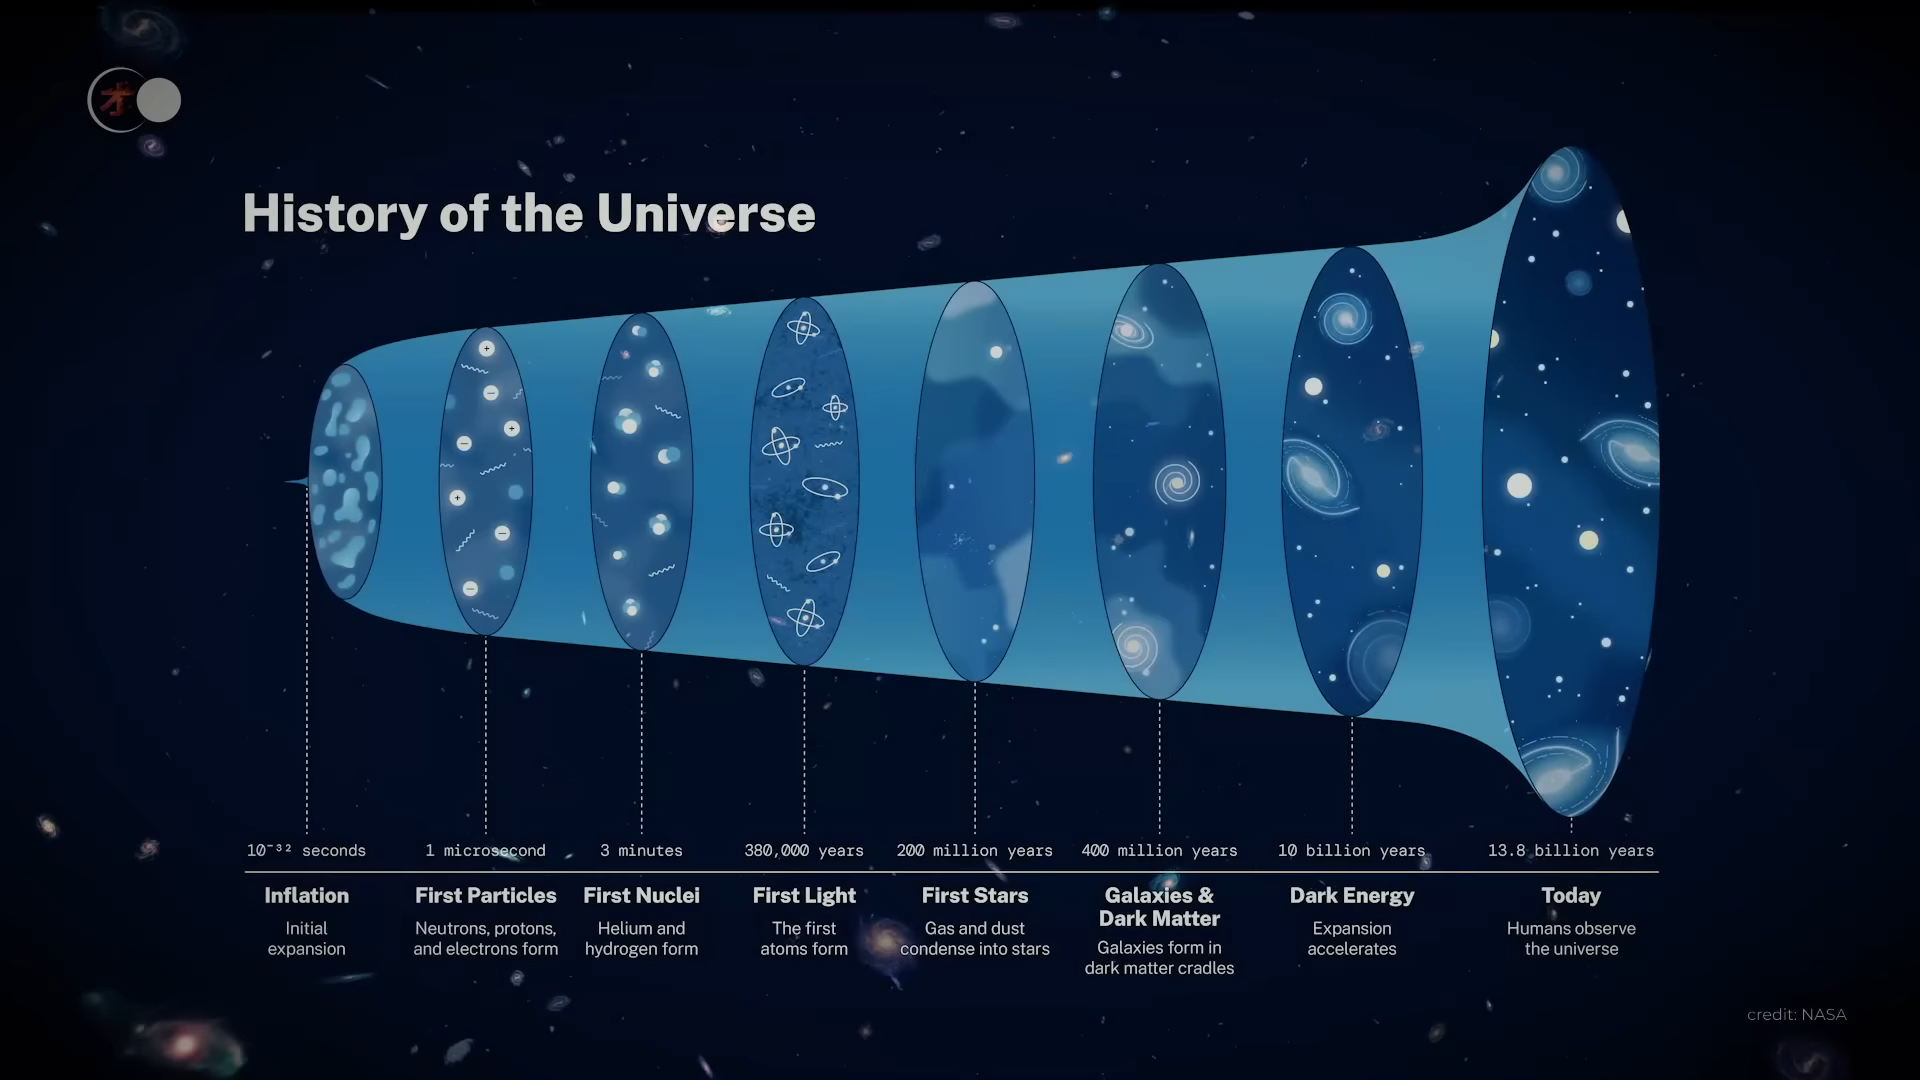 才
History of the Universe
10⁻³² seconds
Inflation
Initial
expansion
1 microsecond
First Particles
Neutrons, protons,
and electrons form
3 minutes
First Nuclei
Helium and
hydrogen form
380,000 years
First Light
The first
atoms form
200 million years
First Stars
Gas and dust
condense into stars
400 million years
Galaxies &
Dark Matter
Galaxies form in
dark matter cradles
10 billion years
Dark Energy
Expansion
accelerates
13.8 billion years
Today
Humans observe
the universe
credit: NASA